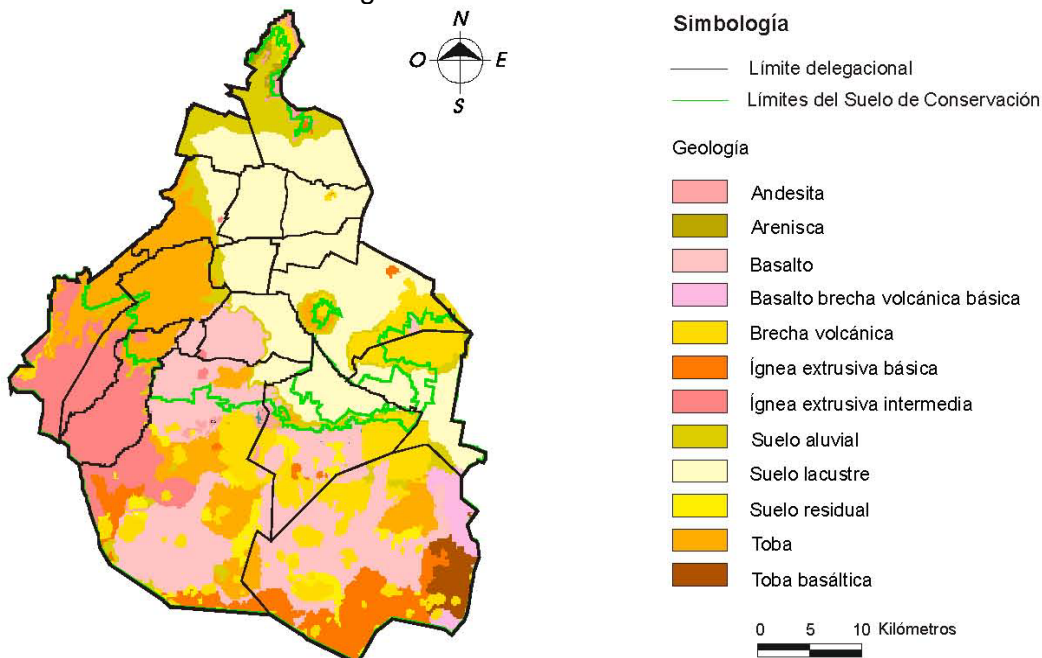 N
O E
S
Simbología
Límite delegacional
Límites del Suelo de Conservación
Geología
Andesita
Arenisca
Basalto
Basalto brecha volcánica básica
Brecha volcánica
Ígnea extrusiva básica
Ígnea extrusiva intermedia
Suelo aluvial
Suelo lacustre
Suelo residual
Toba
Toba basáltica
0 5 10 Kilómetros